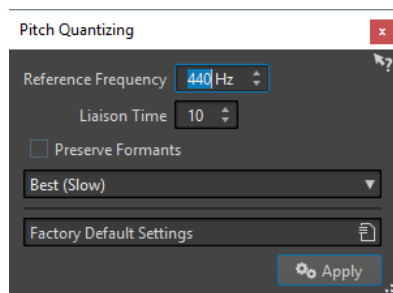 Pitch Quantizing
x
?
Reference Frequency 440 Hz
Liaison Time 10
Preserve Formants
Best (Slow)
Factory Default Settings
Apply